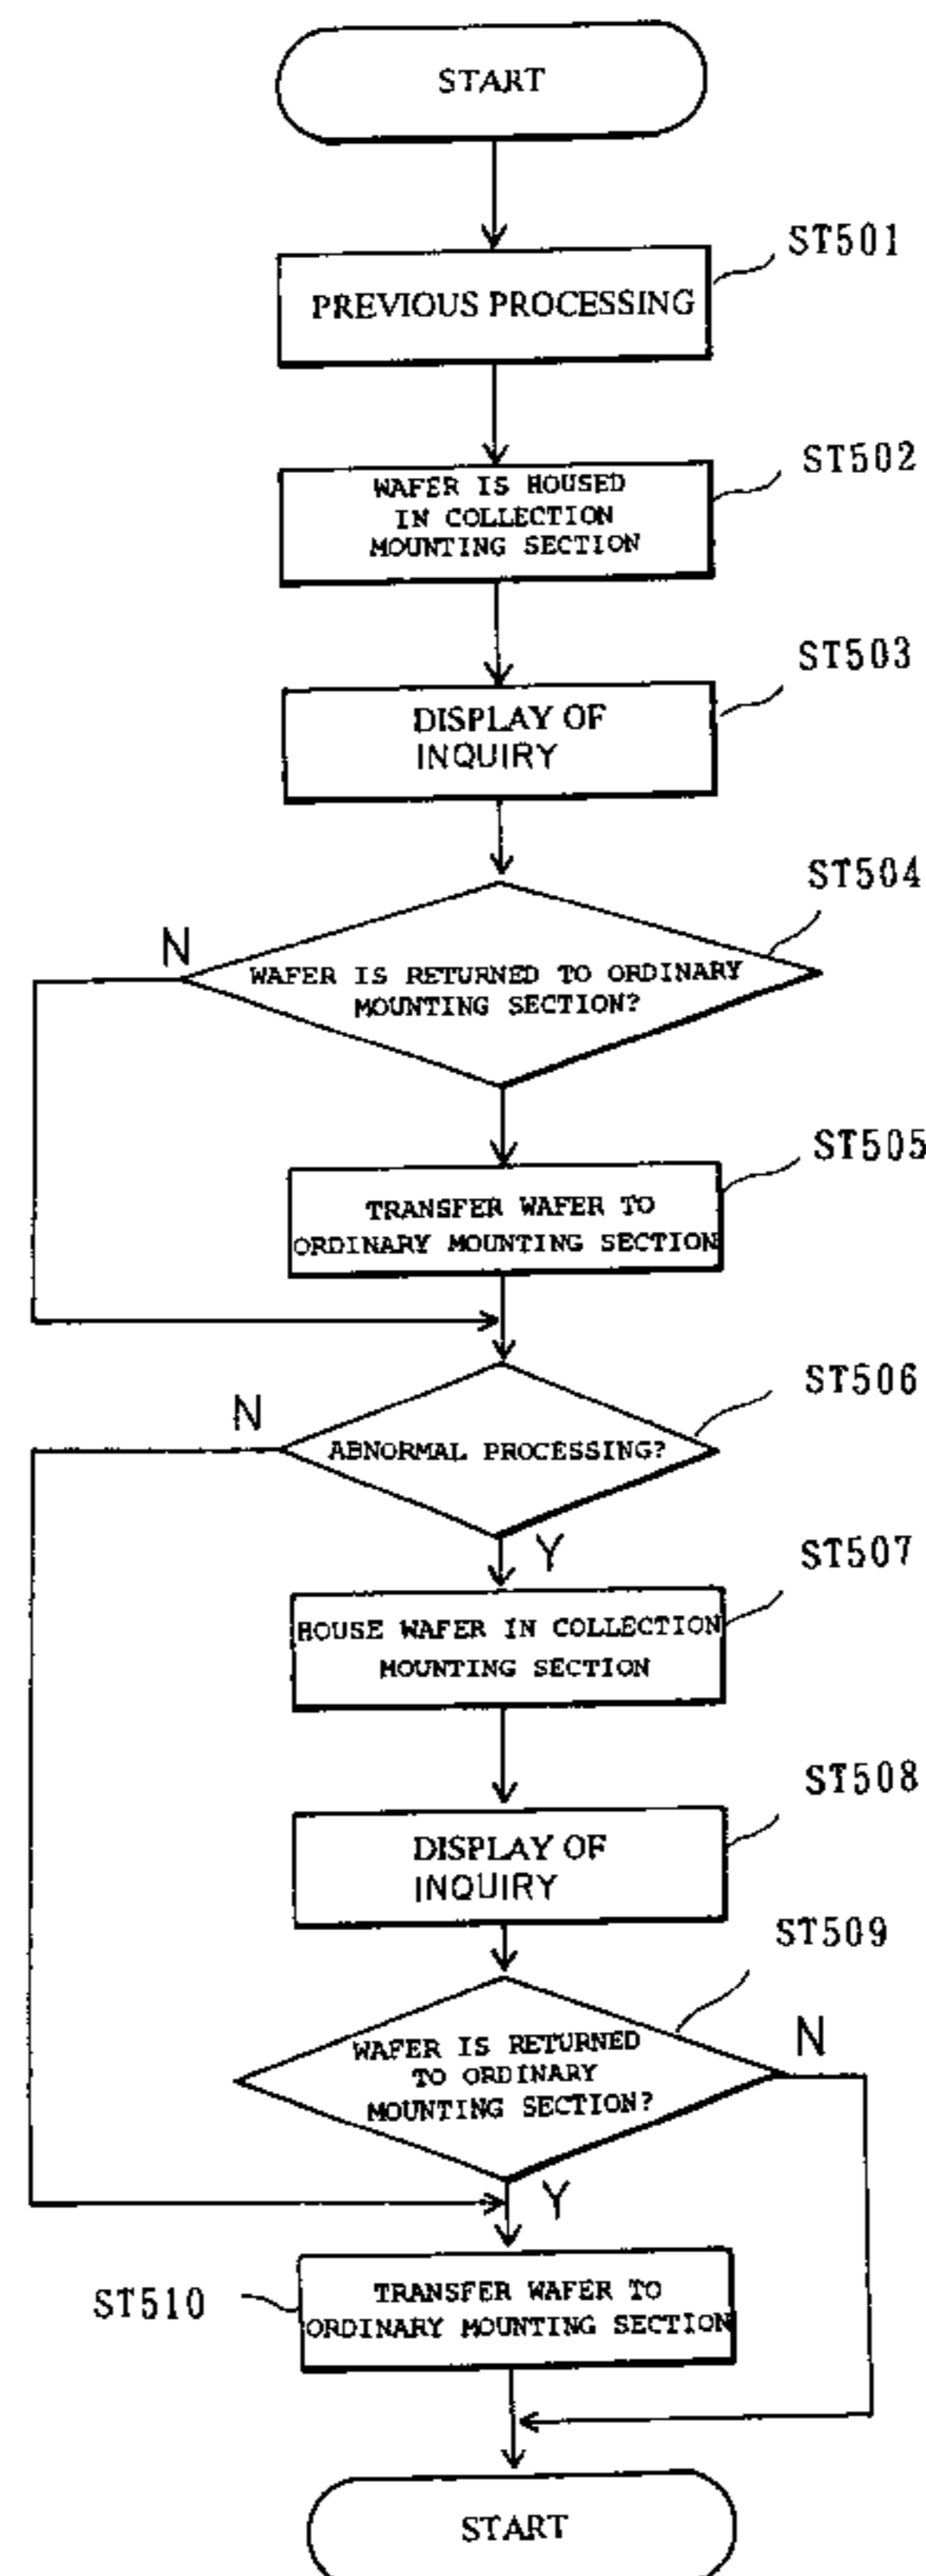 START
ST501
PREVIOUS PROCESSING
ST502
WAFER IS HOUSED
IN COLLECTION
MOUNTING SECTION
ST503
DISPLAY OF
INQUIRY
ST504
N
WAFER IS RETURNED TO ORDINARY
MOUNTING SECTION?
ST505
TRANSFER WAFER TO
ORDINARY MOUNTING SECTION
ST506
N
ABNORMAL PROCESSING?
Y
ST507
HOUSE WAFER IN COLLECTION
MOUNTING SECTION
ST508
DISPLAY OF
INQUIRY
ST509
N
WAFER IS RETURNED
TO ORDINARY
MOUNTING SECTION?
Y
ST510
TRANSFER WAFER TO
ORDINARY MOUNTING SECTION
START